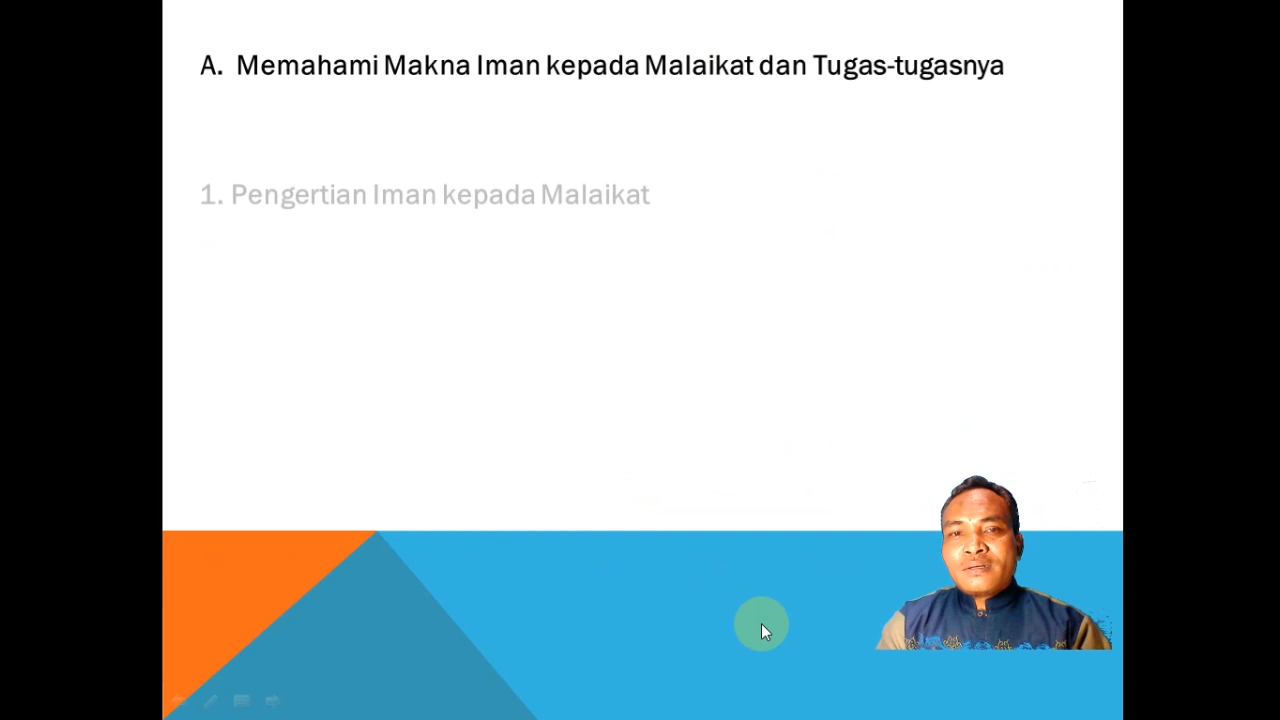 A. Memahami Makna Iman kepada Malaikat dan Tugas-tugasnya
1. Pengertian Iman kepada Malaikat